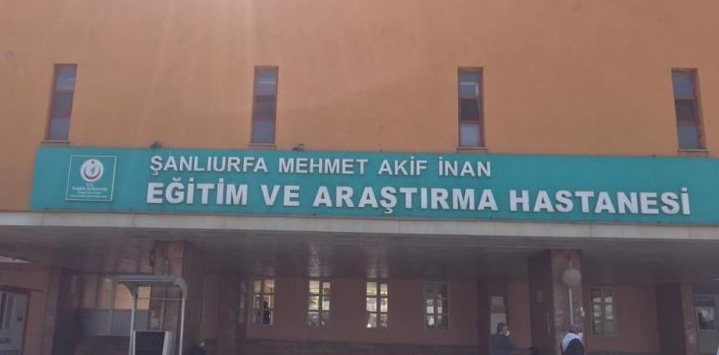 ŞANLIURFA MEHMET AKİF İNAN
EĞİTİM VE ARAŞTIRMA HASTANESİ
T.C.